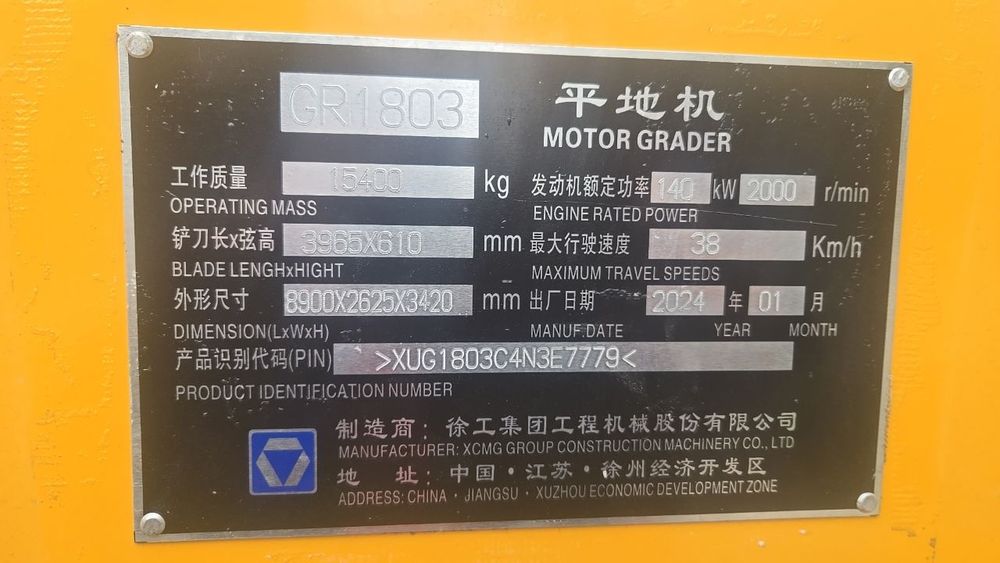 GR1803
平地机
MOTOR GRADER
工作质量 15400 kg 发动机额定功率 140 kW 2000 r/min
OPERATING MASS ENGINE RATED POWER
铲刀长x弦高 3965X610 mm 最大行驶速度 38 Km/h
BLADE LENGHxHIGHT MAXIMUM TRAVEL SPEEDS
外形尺寸 8900X2625X3420 mm 出厂日期 2024 年 01 月
DIMENSION(LxWxH) MANUF.DATE YEAR MONTH
产品识别代码(PIN) >XUG1803C4N3E7779<
PRODUCT IDENTIFICATION NUMBER
制造商：徐工集团工程机械股份有限公司
MANUFACTURER: XCMG GROUP CONSTRUCTION MACHINERY CO., LTD
地 址：中国·江苏·徐州经济开发区
ADDRESS: CHINA · JIANGSU · XUZHOU ECONOMIC DEVELOPMENT ZONE